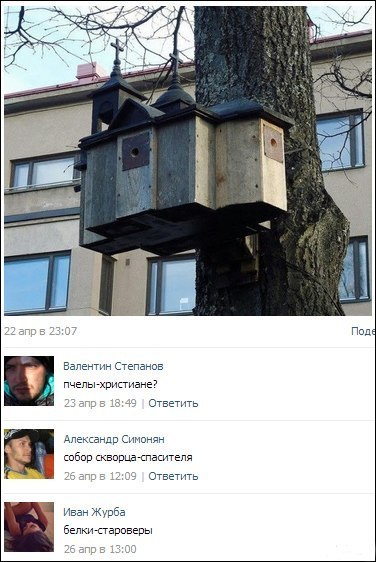 22 апр в 23:07
Поде
Валентин Степанов
пчелы-христиане?
23 апр в 18:49 | Ответить
Александр Симонян
собор скворца-спасителя
26 апр в 12:09 | Ответить
Иван Журба
белки-староверы
26 апр в 13:00